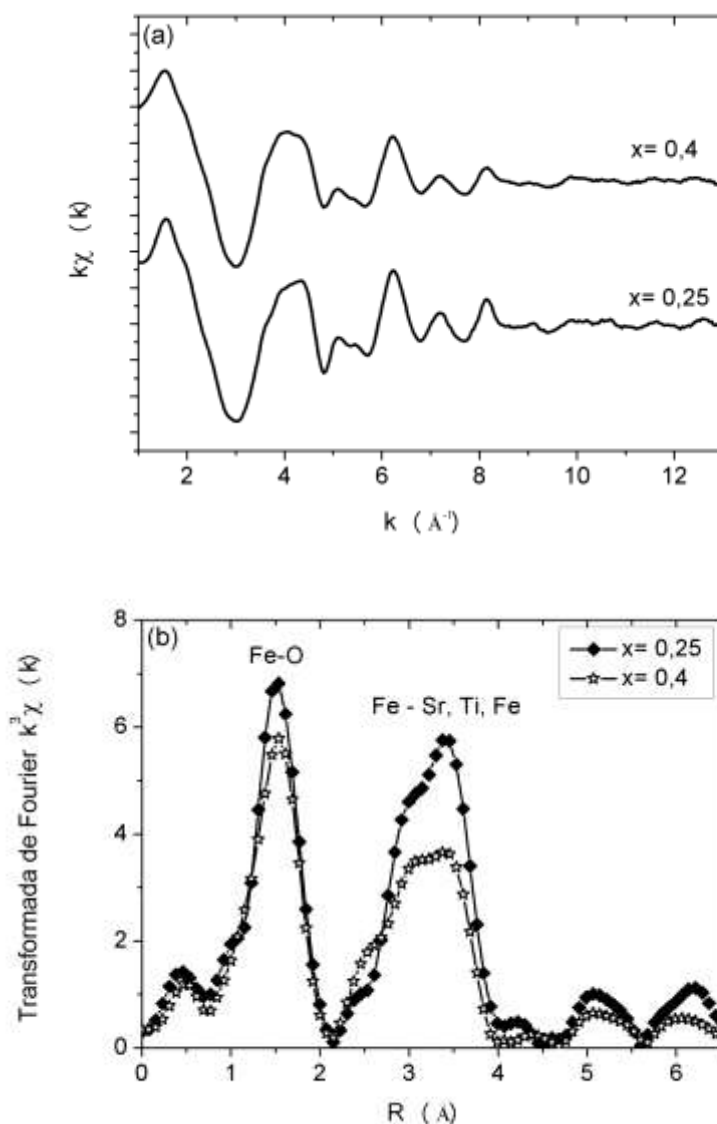 (a)
x= 0,4
x= 0,25
kχ (k)
2 4 6 8 10 12
k (Å⁻¹)
(b)
Fe-O
Fe - Sr, Ti, Fe
x= 0,25
x= 0,4
Transformada de Fourier k³χ (k)
8
6
4
2
0
0 1 2 3 4 5 6
R (Å)